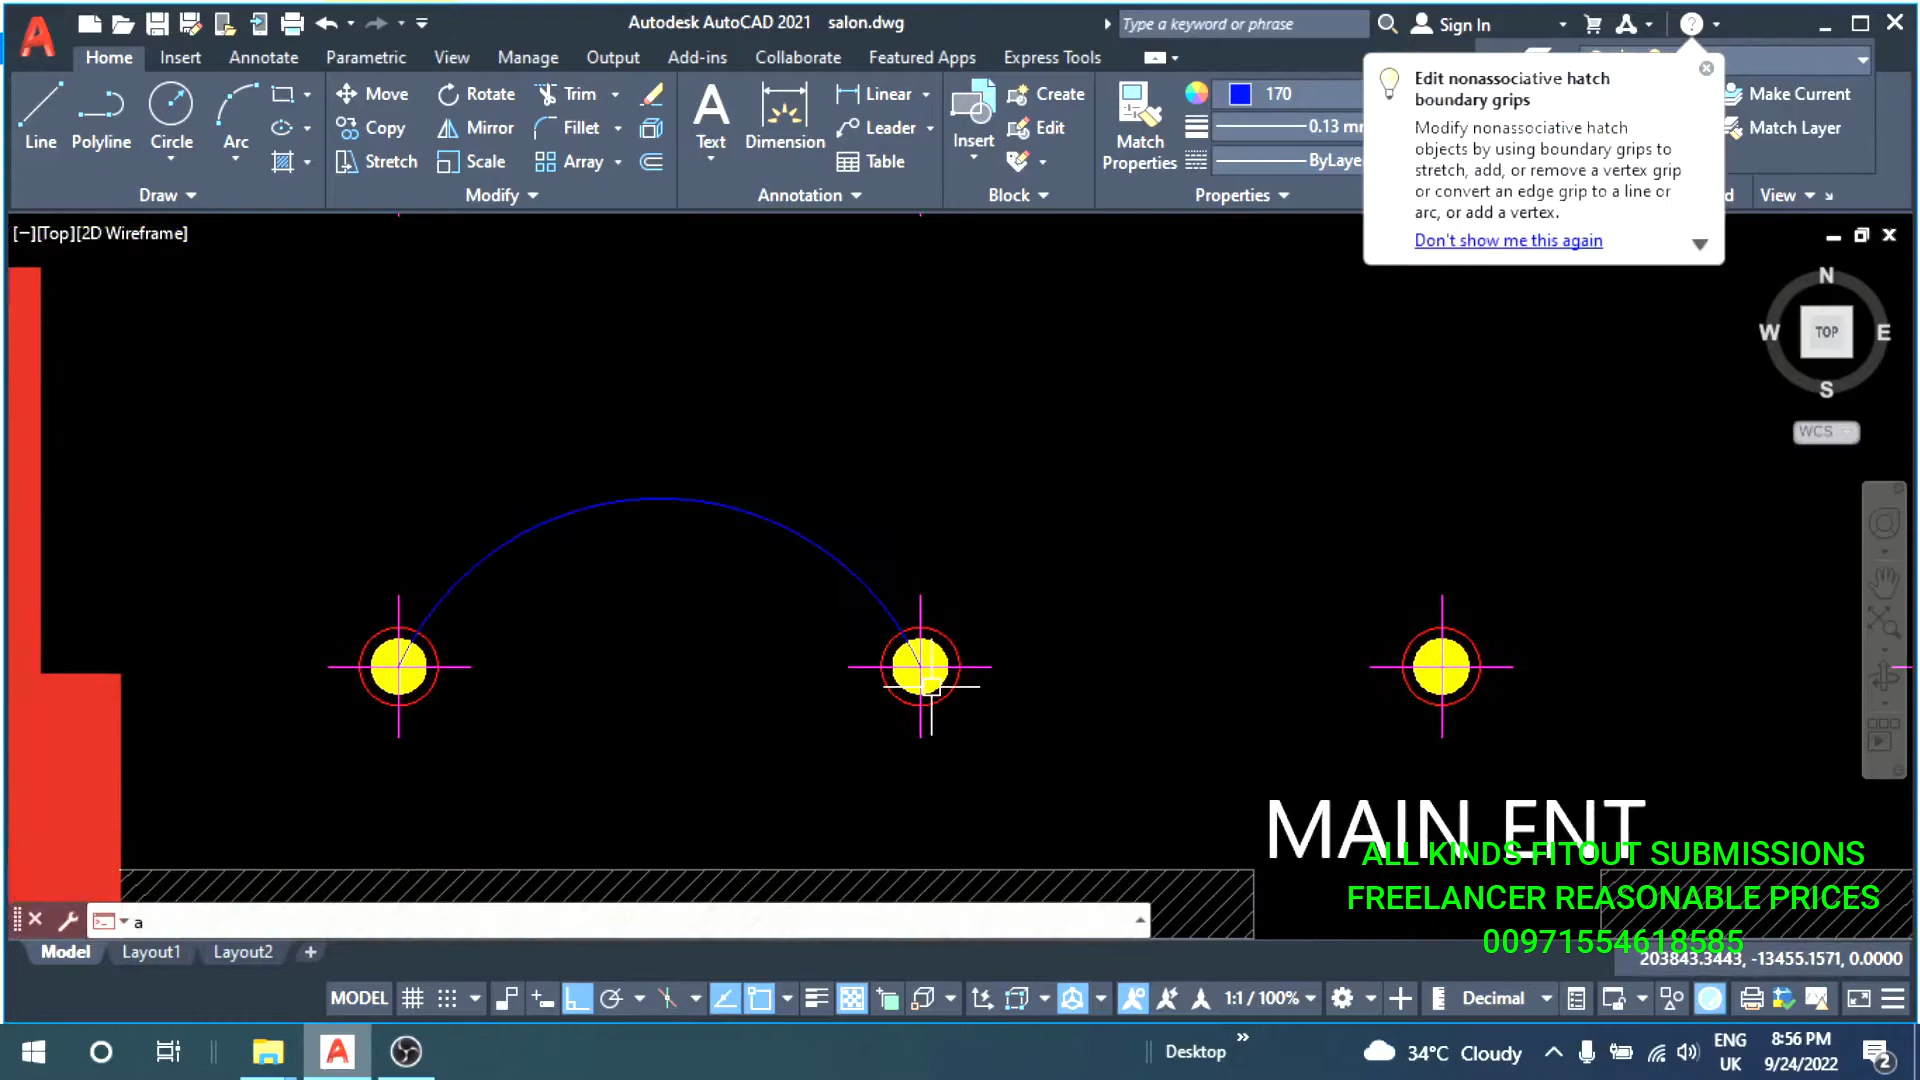 Autodesk AutoCAD 2021 salon.dwg
Type a keyword or phrase
Sign In
Home Insert Annotate Parametric View Manage Output Add-ins Collaborate Featured Apps Express Tools
Line
Polyline
Circle
Arc
Draw
Move
Rotate
Trim
Copy
Mirror
Fillet
Stretch
Scale
Array
Modify
Text
Dimension
Linear
Leader
Table
Annotation
Insert
Create
Edit
Block
Match
Properties
170
0.13 mm
ByLaye
Properties
Make Current
Match Layer
View
Edit nonassociative hatch
boundary grips
Modify nonassociative hatch
objects by using boundary grips to
stretch, add, or remove a vertex grip
or convert an edge grip to a line or
arc, or add a vertex.
Don't show me this again
[−][Top][2D Wireframe]
N
W
TOP
E
S
WCS
MAIN ENT
ALL KINDS FITOUT SUBMISSIONS
FREELANCER REASONABLE PRICES
00971554618585
a
Model Layout1 Layout2 +
203843.3443, -13455.1571, 0.0000
MODEL
1:1 / 100%
Decimal
Desktop
34°C Cloudy
ENG
UK
8:56 PM
9/24/2022
2